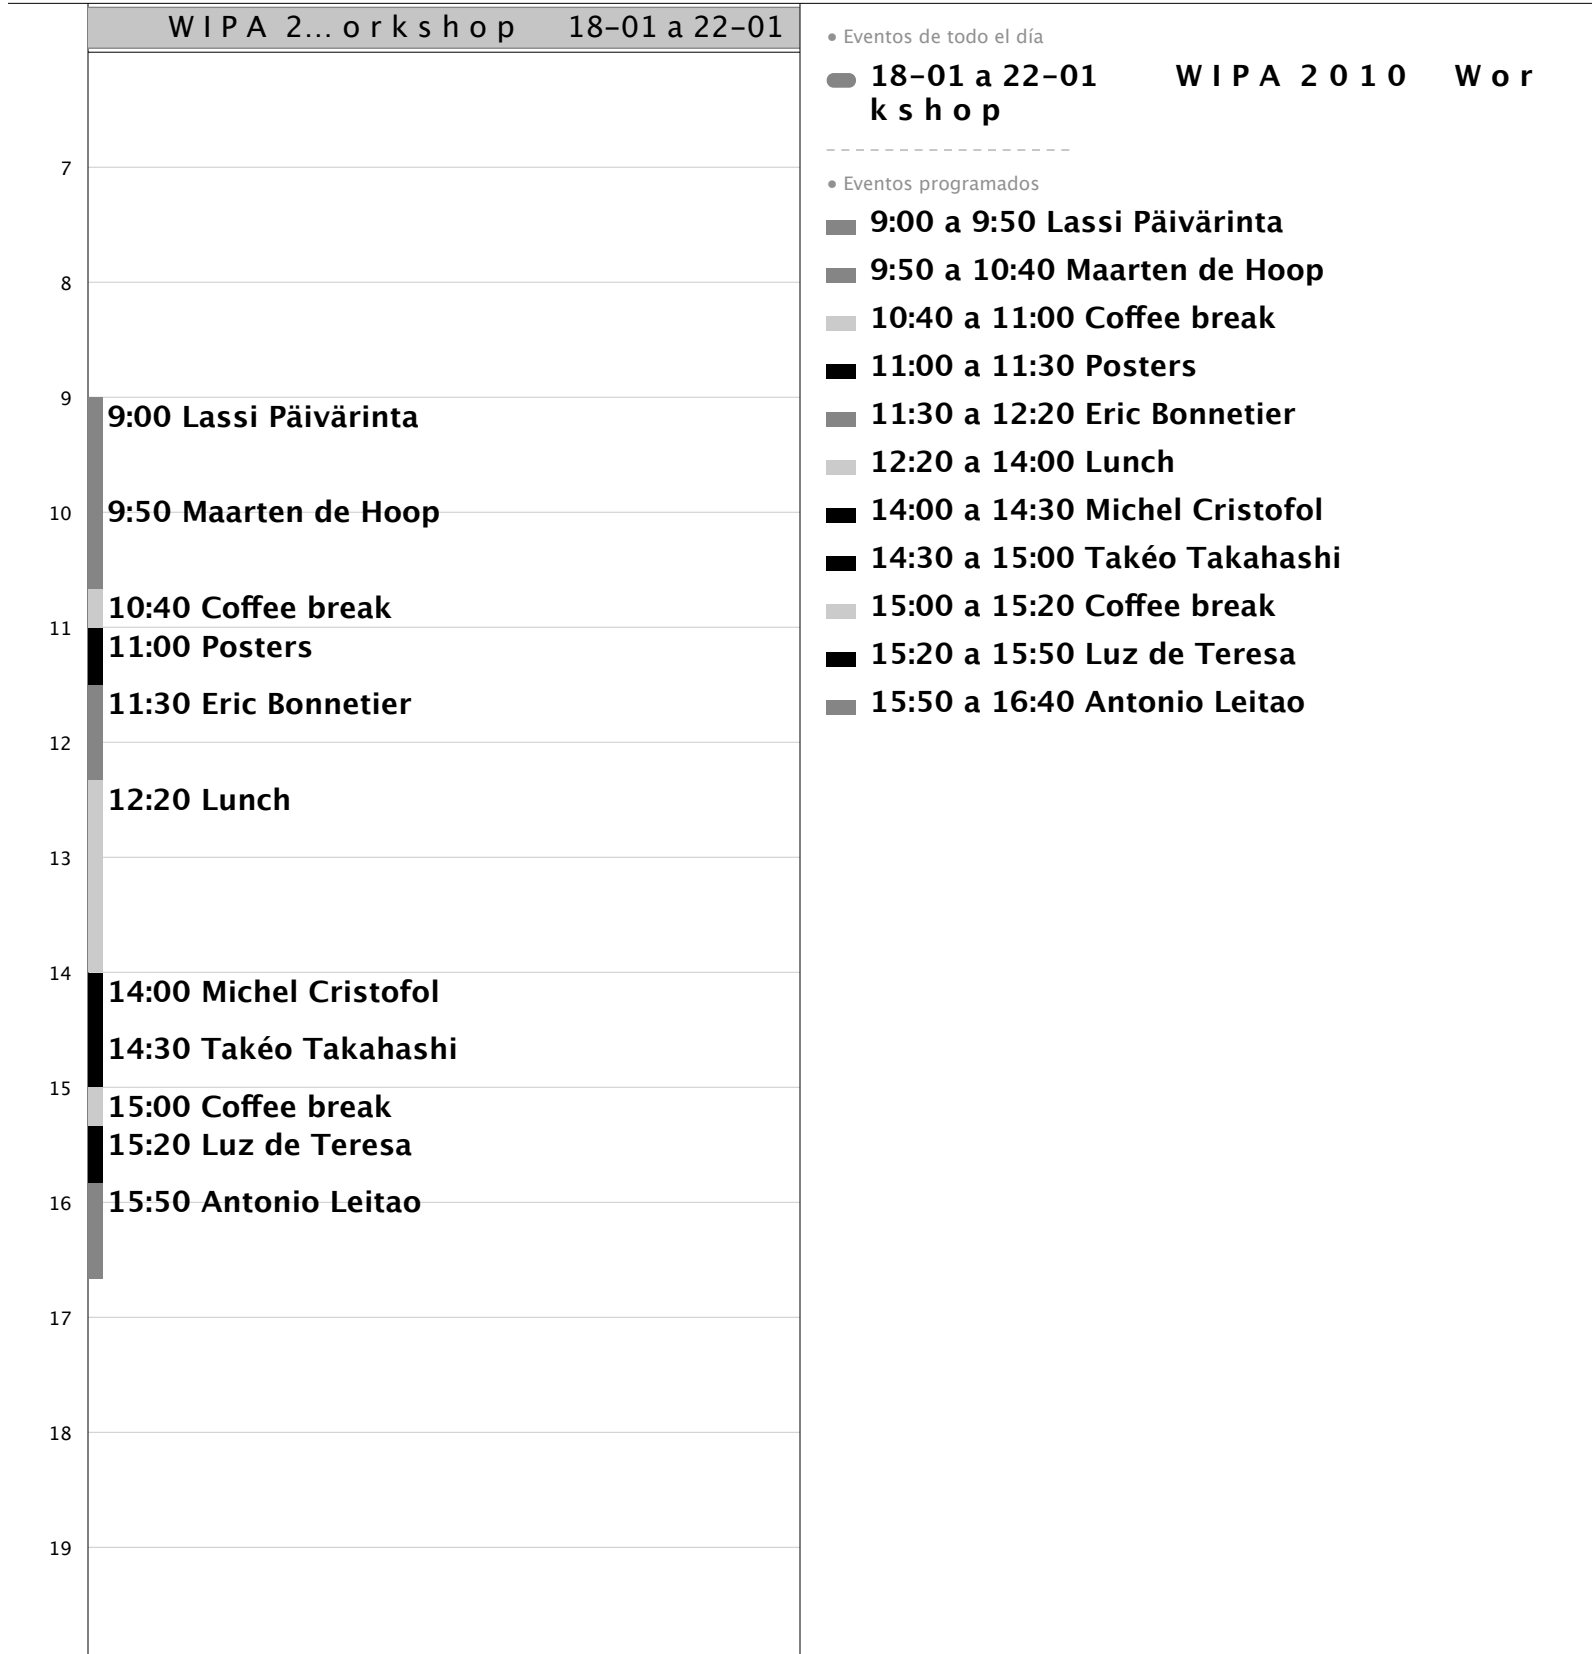 WIPA 2...orkshop 18-01 a 22-01
7
8
9
9:00 Lassi Päivärinta
10
9:50 Maarten de Hoop
10:40 Coffee break
11
11:00 Posters
11:30 Eric Bonnetier
12
12:20 Lunch
13
14
14:00 Michel Cristofol
14:30 Takéo Takahashi
15
15:00 Coffee break
15:20 Luz de Teresa
16
15:50 Antonio Leitao
17
18
19
• Eventos de todo el día
18-01 a 22-01 WIPA 2010 Wor
kshop
• Eventos programados
9:00 a 9:50 Lassi Päivärinta
9:50 a 10:40 Maarten de Hoop
10:40 a 11:00 Coffee break
11:00 a 11:30 Posters
11:30 a 12:20 Eric Bonnetier
12:20 a 14:00 Lunch
14:00 a 14:30 Michel Cristofol
14:30 a 15:00 Takéo Takahashi
15:00 a 15:20 Coffee break
15:20 a 15:50 Luz de Teresa
15:50 a 16:40 Antonio Leitao